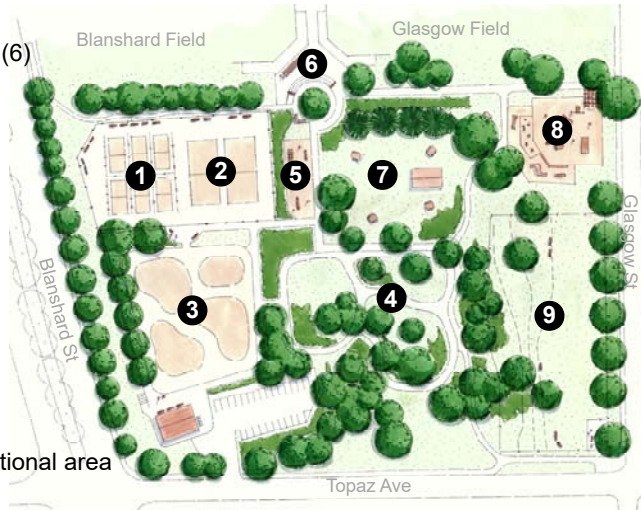 Blanshard Field
Glasgow Field
(6)
6
8
1
2
5
7
Glasgow St
3
4
9
Blanshard St
tional area
Topaz Ave